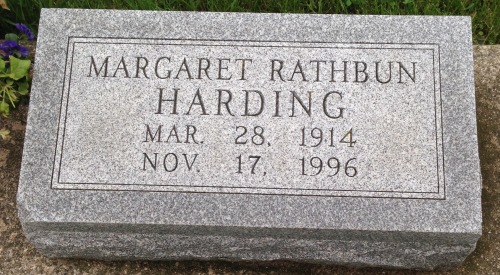 MARGARET RATHBUN
HARDING
MAR. 28, 1914
NOV. 17, 1996